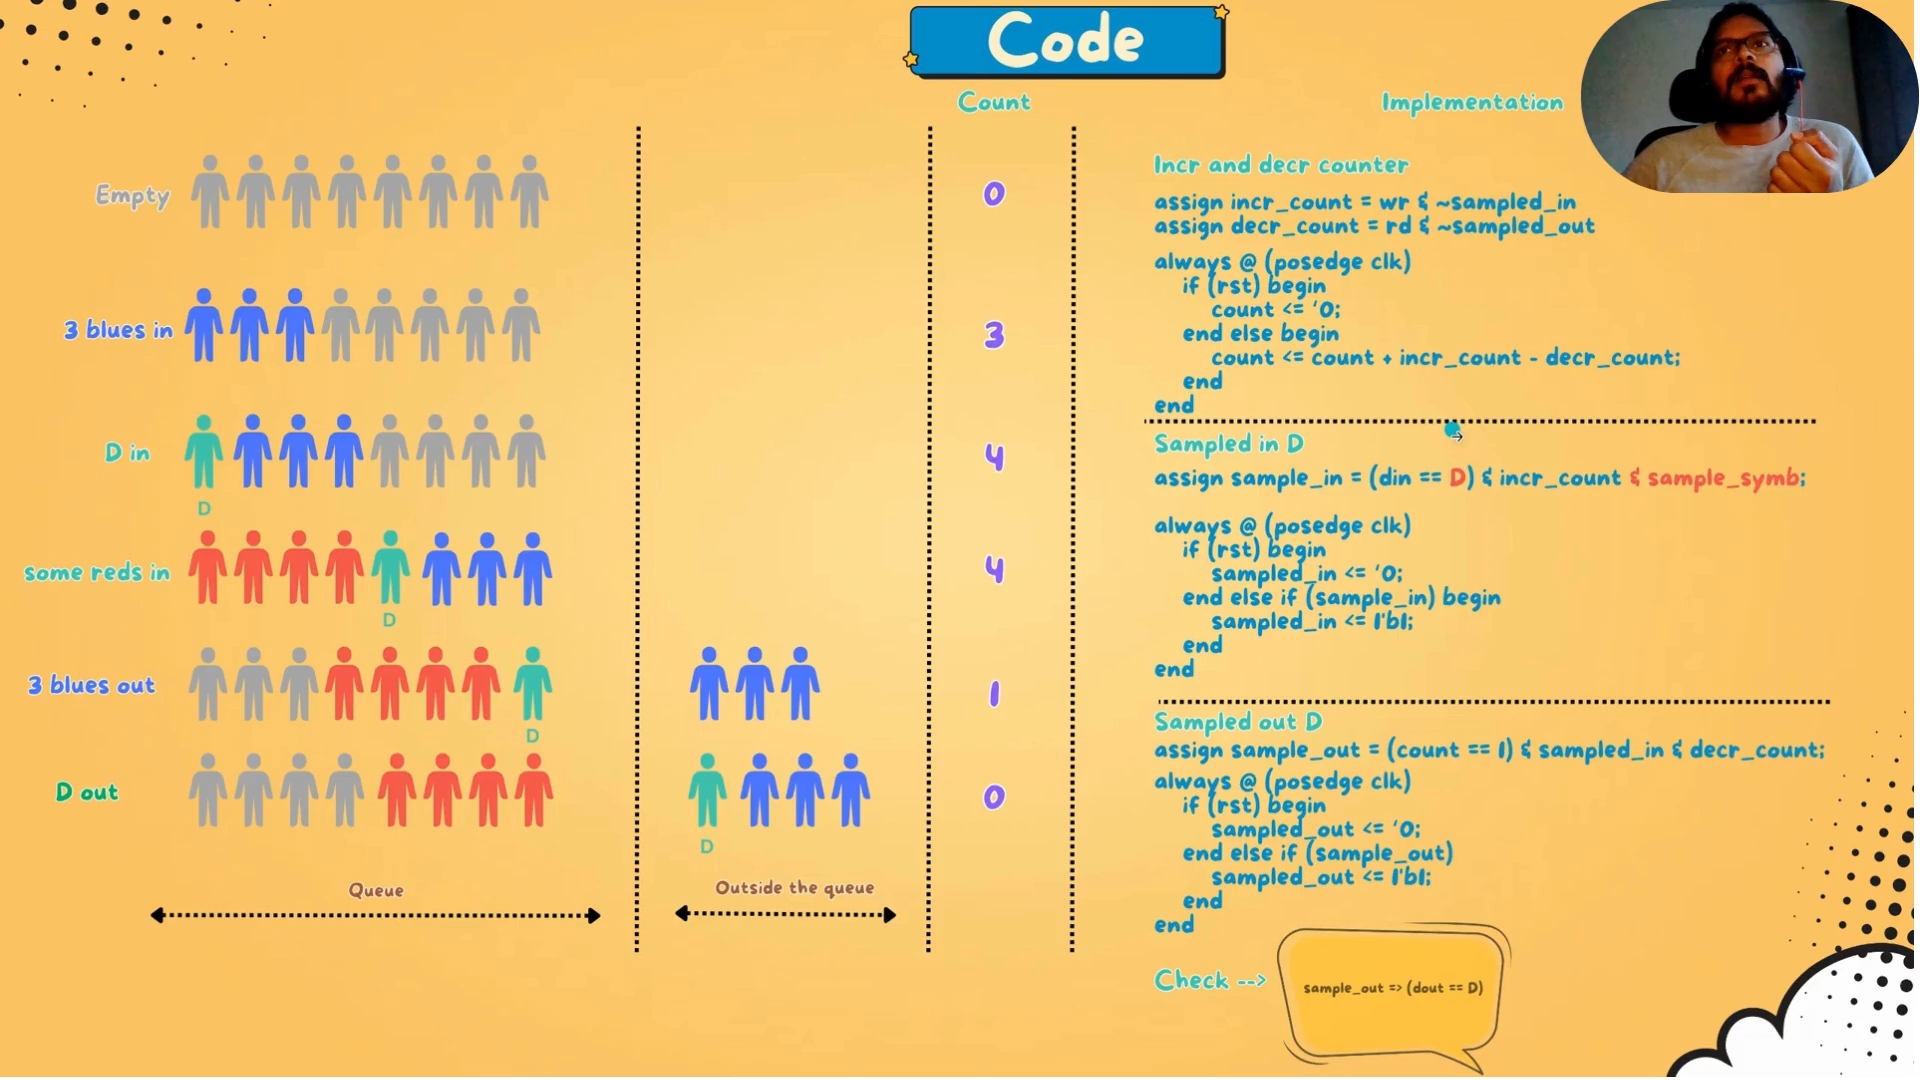 Code
Count
Implementation
Empty
0
3 blues in
3
D in
D
4
some reds in
D
4
3 blues out
D
1
D out
D
0
Queue
Outside the queue
Incr and decr counter
assign incr_count = wr & ~sampled_in
assign decr_count = rd & ~sampled_out
always @ (posedge clk)
if (rst) begin
count <= '0;
end else begin
count <= count + incr_count - decr_count;
end
end
Sampled in D
assign sample_in = (din == D) & incr_count & sample_symb;
always @ (posedge clk)
if (rst) begin
sampled_in <= '0;
end else if (sample_in) begin
sampled_in <= 1'b1;
end
end
Sampled out D
assign sample_out = (count == 1) & sampled_in & decr_count;
always @ (posedge clk)
if (rst) begin
sampled_out <= '0;
end else if (sample_out)
sampled_out <= 1'b1;
end
end
Check -->
sample_out => (dout == D)